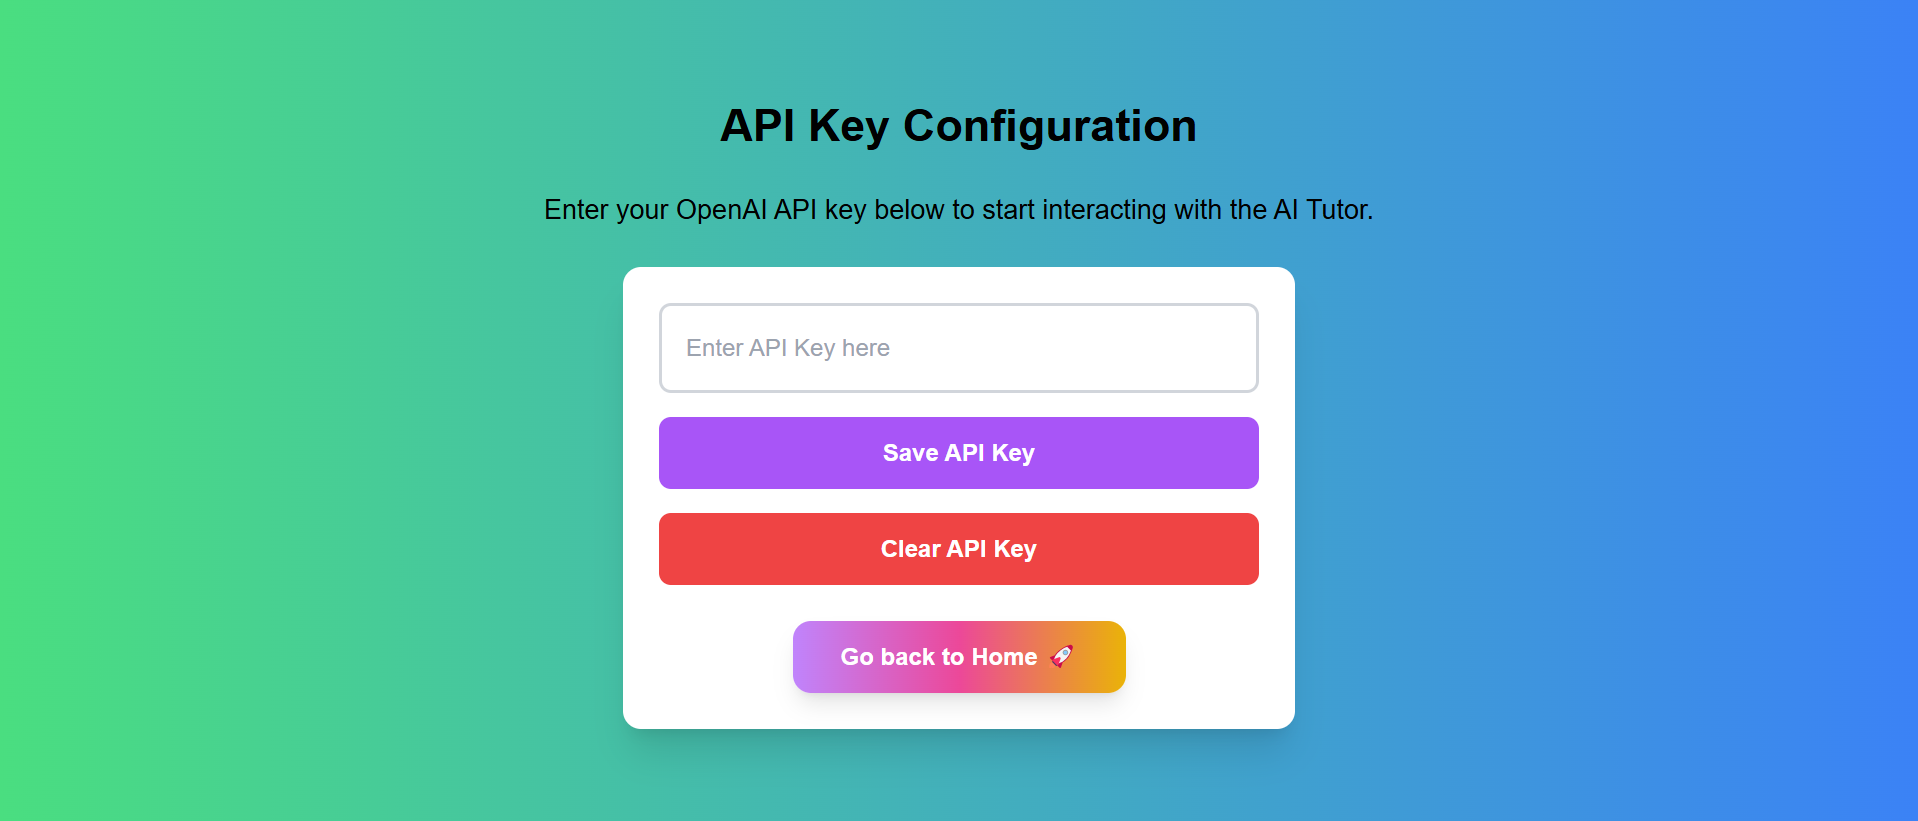 API Key Configuration
Enter your OpenAI API key below to start interacting with the AI Tutor.
Enter API Key here
Save API Key
Clear API Key
Go back to Home 🚀